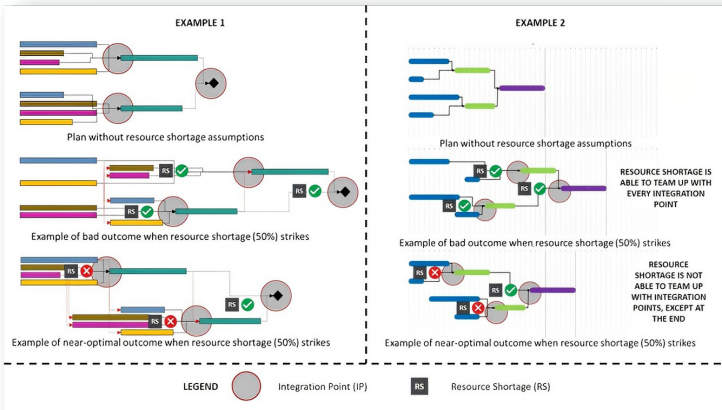 EXAMPLE 1
EXAMPLE 2
Plan without resource shortage assumptions
Plan without resource shortage assumptions
RS
RS
RS
Example of bad outcome when resource shortage (50%) strikes
RS
RS
RS
RESOURCE SHORTAGE IS
ABLE TO TEAM UP WITH
EVERY INTEGRATION
POINT
Example of bad outcome when resource shortage (50%) strikes
RS
RS
RS
Example of near-optimal outcome when resource shortage (50%) strikes
RS
RS
RS
RESOURCE
SHORTAGE IS NOT
ABLE TO TEAM UP
WITH INTEGRATION
POINTS, EXCEPT AT
THE END
Example of near-optimal outcome when resource shortage (50%) strikes
LEGEND
Integration Point (IP)
RS
Resource Shortage (RS)